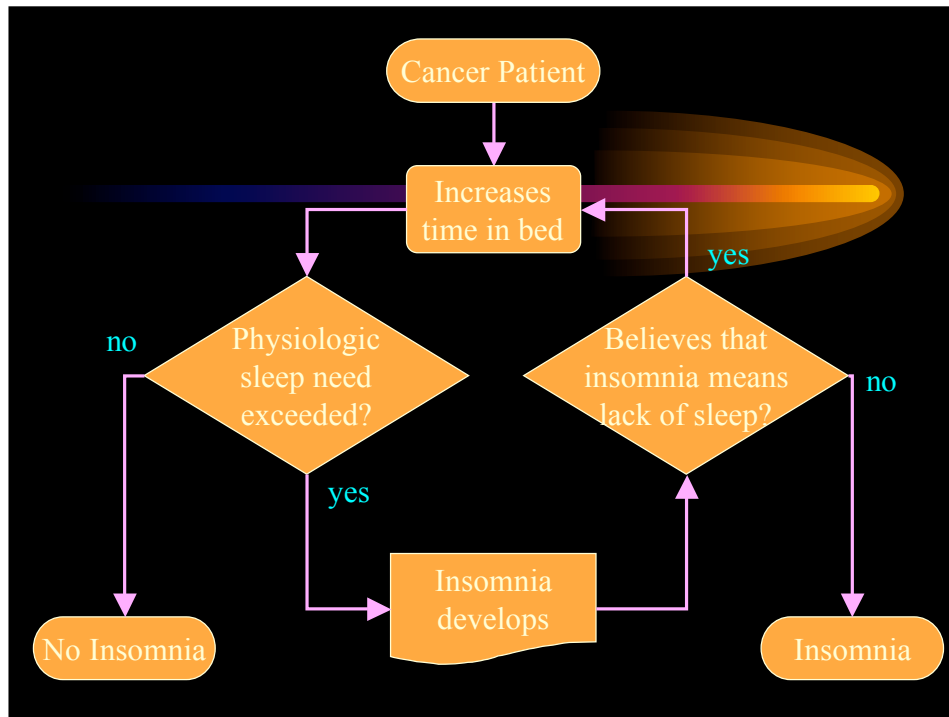 Cancer Patient
Increases
time in bed
yes
no
Physiologic
sleep need
exceeded?
Believes that
insomnia means
lack of sleep?
no
yes
Insomnia
develops
No Insomnia
Insomnia